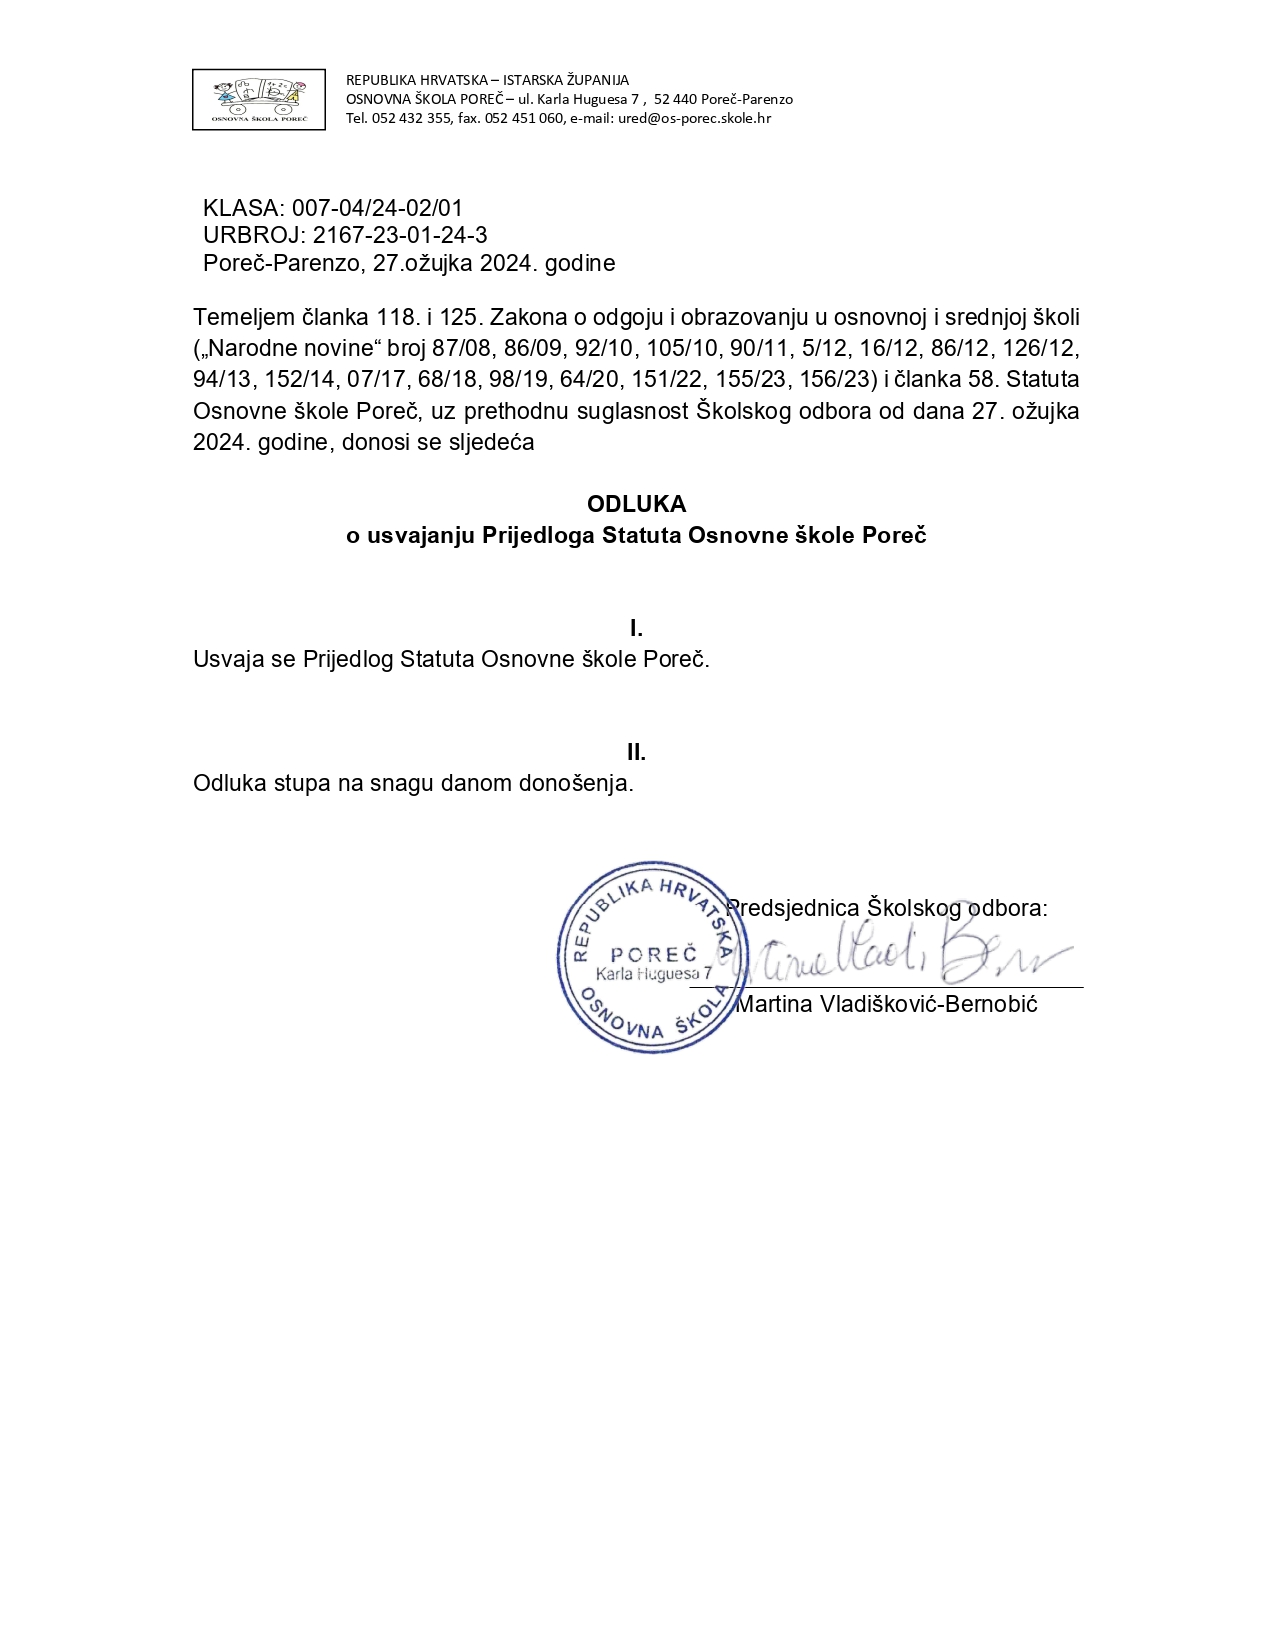 OSNOVNA ŠKOLA POREČ
REPUBLIKA HRVATSKA – ISTARSKA ŽUPANIJA
OSNOVNA ŠKOLA POREČ – ul. Karla Huguesa 7 , 52 440 Poreč-Parenzo
Tel. 052 432 355, fax. 052 451 060, e-mail: ured@os-porec.skole.hr
KLASA: 007-04/24-02/01
URBROJ: 2167-23-01-24-3
Poreč-Parenzo, 27.ožujka 2024. godine
Temeljem članka 118. i 125. Zakona o odgoju i obrazovanju u osnovnoj i srednjoj školi
(„Narodne novine“ broj 87/08, 86/09, 92/10, 105/10, 90/11, 5/12, 16/12, 86/12, 126/12,
94/13, 152/14, 07/17, 68/18, 98/19, 64/20, 151/22, 155/23, 156/23) i članka 58. Statuta
Osnovne škole Poreč, uz prethodnu suglasnost Školskog odbora od dana 27. ožujka
2024. godine, donosi se sljedeća
ODLUKA
o usvajanju Prijedloga Statuta Osnovne škole Poreč
I.
Usvaja se Prijedlog Statuta Osnovne škole Poreč.
II.
Odluka stupa na snagu danom donošenja.
REPUBLIKA HRVATSKA
POREČ
Karla Huguesa 7
OSNOVNA ŠKOLA
Predsjednica Školskog odbora:
Martina Vladišković-Bernobić